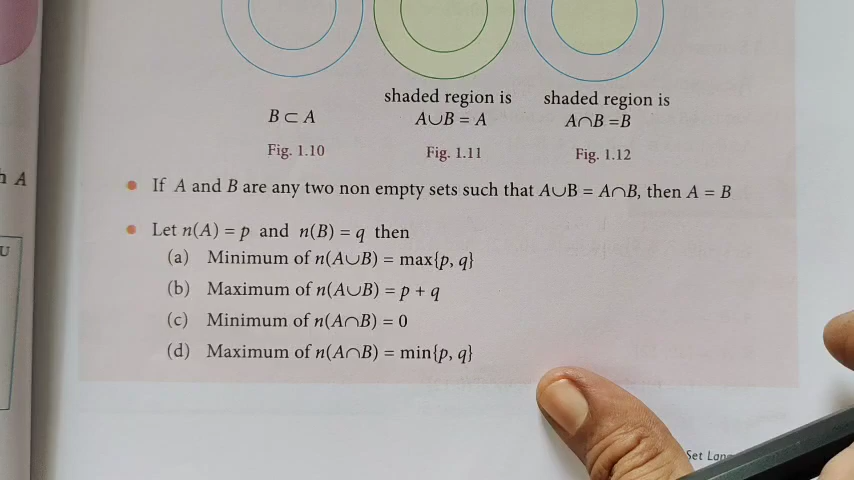 shaded region is shaded region is
B ⊂ A A∪B = A A∩B =B
Fig. 1.10 Fig. 1.11 Fig. 1.12
A
• If A and B are any two non empty sets such that A∪B = A∩B, then A = B
• Let n(A) = p and n(B) = q then
U
(a) Minimum of n(A∪B) = max{p, q}
(b) Maximum of n(A∪B) = p + q
(c) Minimum of n(A∩B) = 0
(d) Maximum of n(A∩B) = min{p, q}
Set